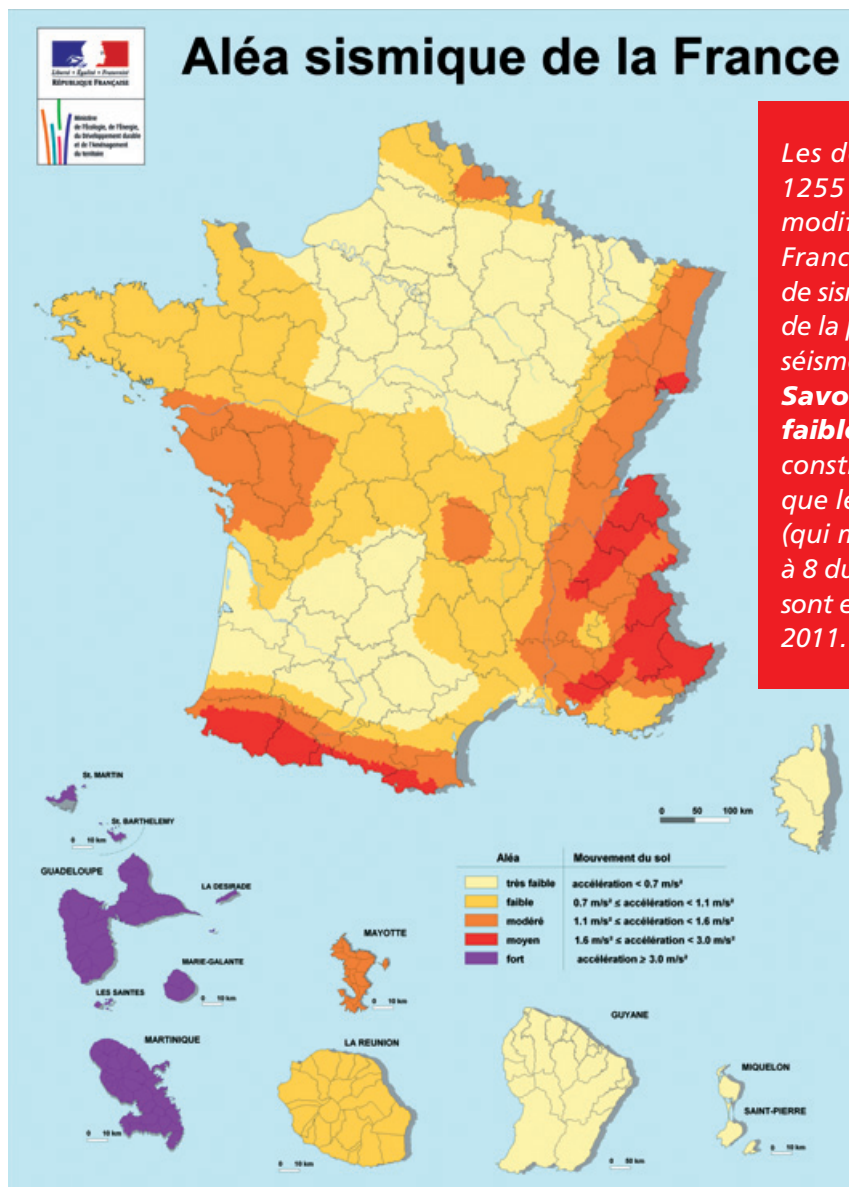 Aléa sismique de la France
Liberté • Égalité • Fraternité
RÉPUBLIQUE FRANÇAISE
Ministère
de l'Écologie, de l'Énergie,
du Développement durable
et de l'Aménagement
du territoire
Les d
1255
modif
Franc
de sism
de la p
séisme
Savo
faible
consti
que le
(qui m
à 8 du
sont e
2011.
St. MARTIN
St. BARTHELEMY
0 10 km
GUADELOUPE
LA DESIRADE
MARIE-GALANTE
LES SAINTES
0 10 km
MARTINIQUE
0 10 km
MAYOTTE
0 10 km
LA REUNION
0 10 km
0 50 100 km
Aléa Mouvement du sol
très faible accélération < 0.7 m/s²
faible 0.7 m/s² ≤ accélération < 1.1 m/s²
modéré 1.1 m/s² ≤ accélération < 1.6 m/s²
moyen 1.6 m/s² ≤ accélération < 3.0 m/s²
fort accélération ≥ 3.0 m/s²
GUYANE
0 50 km
MIQUELON
SAINT-PIERRE
0 10 km